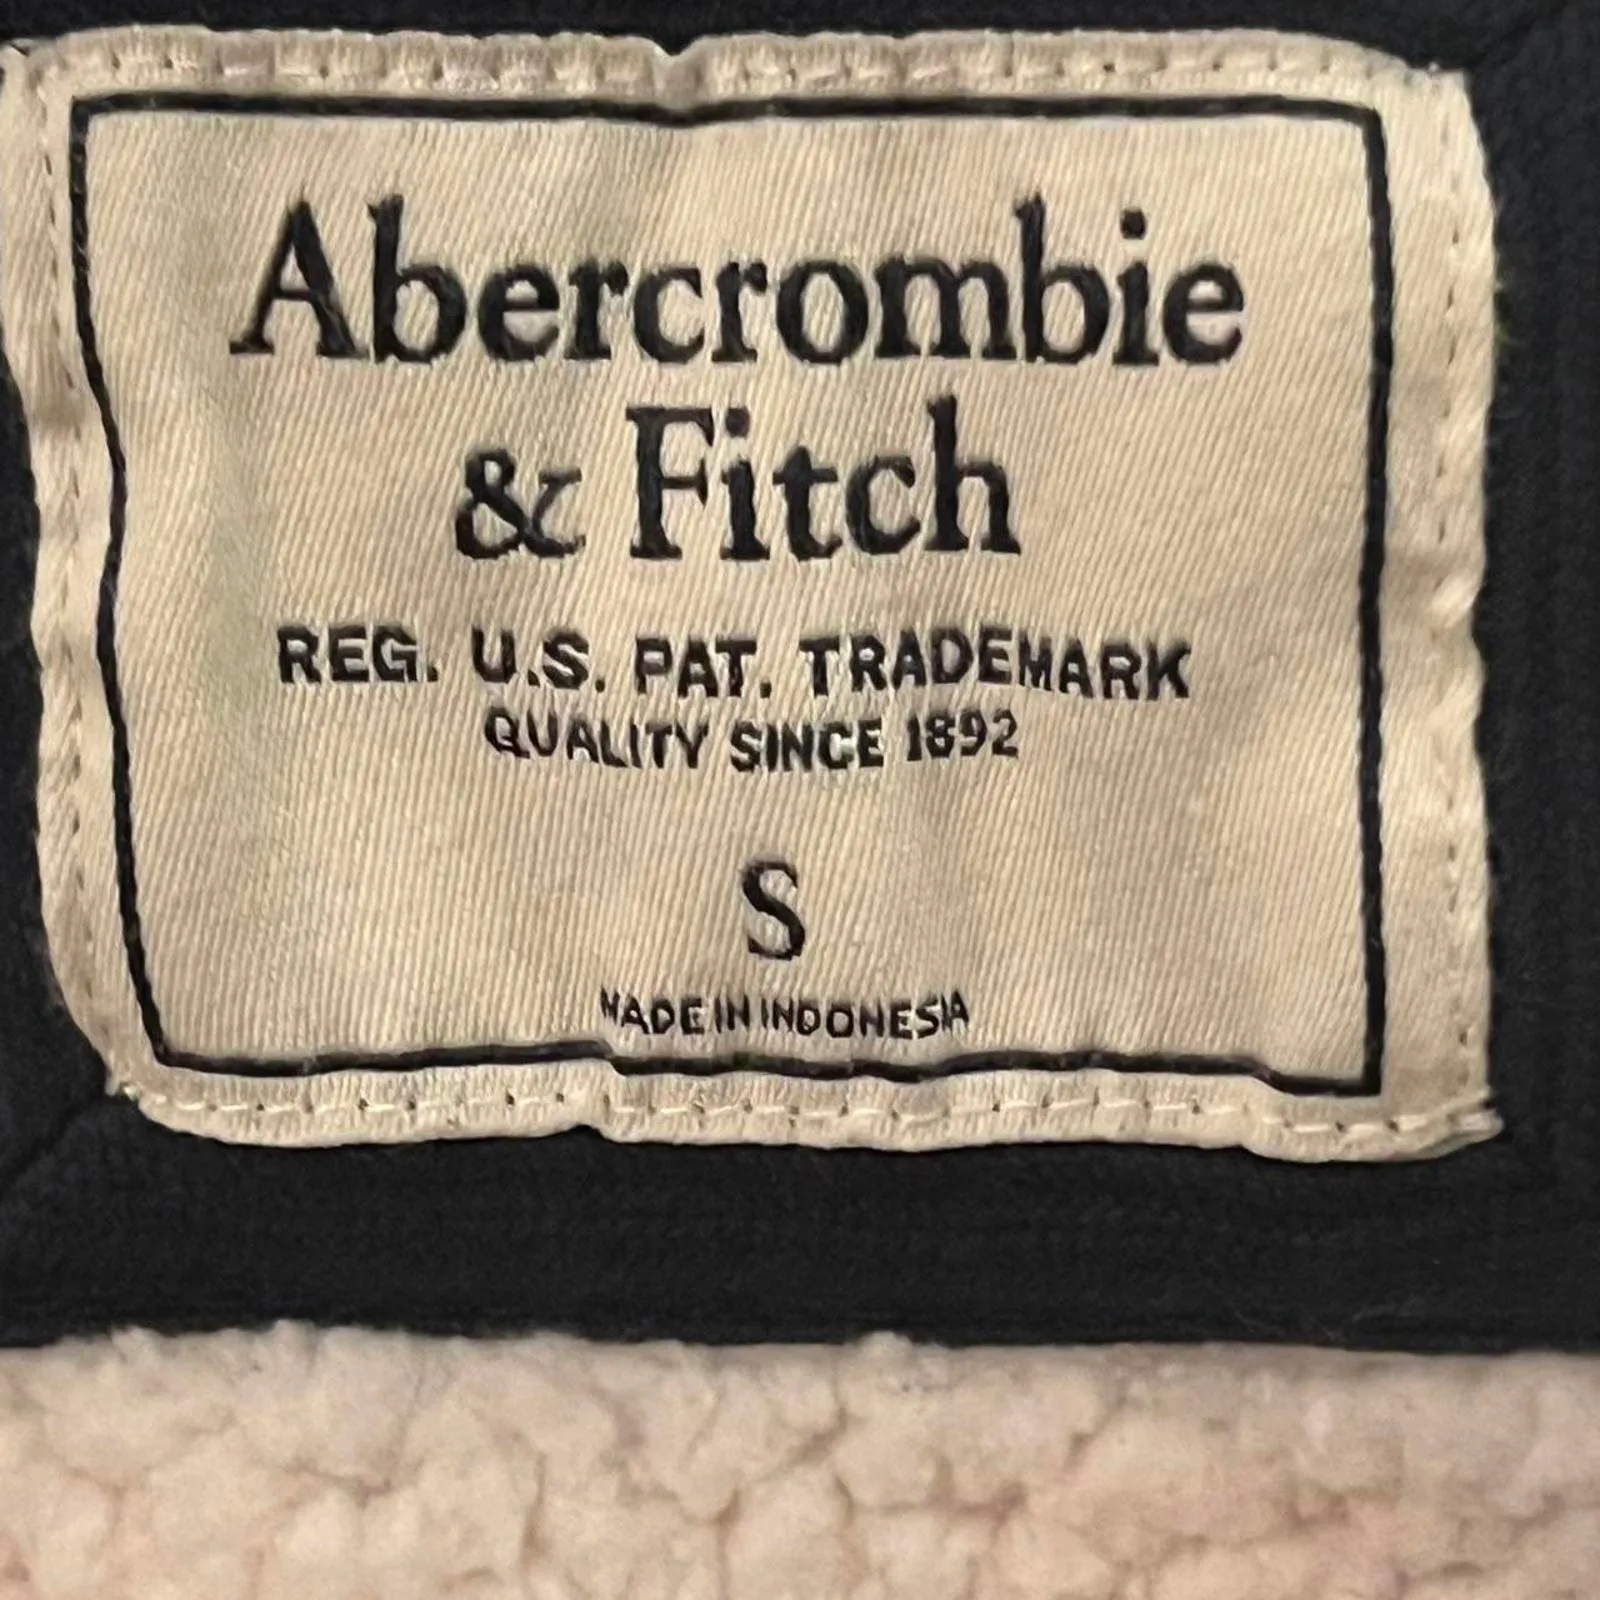 Abercrombie
& Fitch
REG. U.S. PAT. TRADEMARK
QUALITY SINCE 1892
S
MADE IN INDONESIA